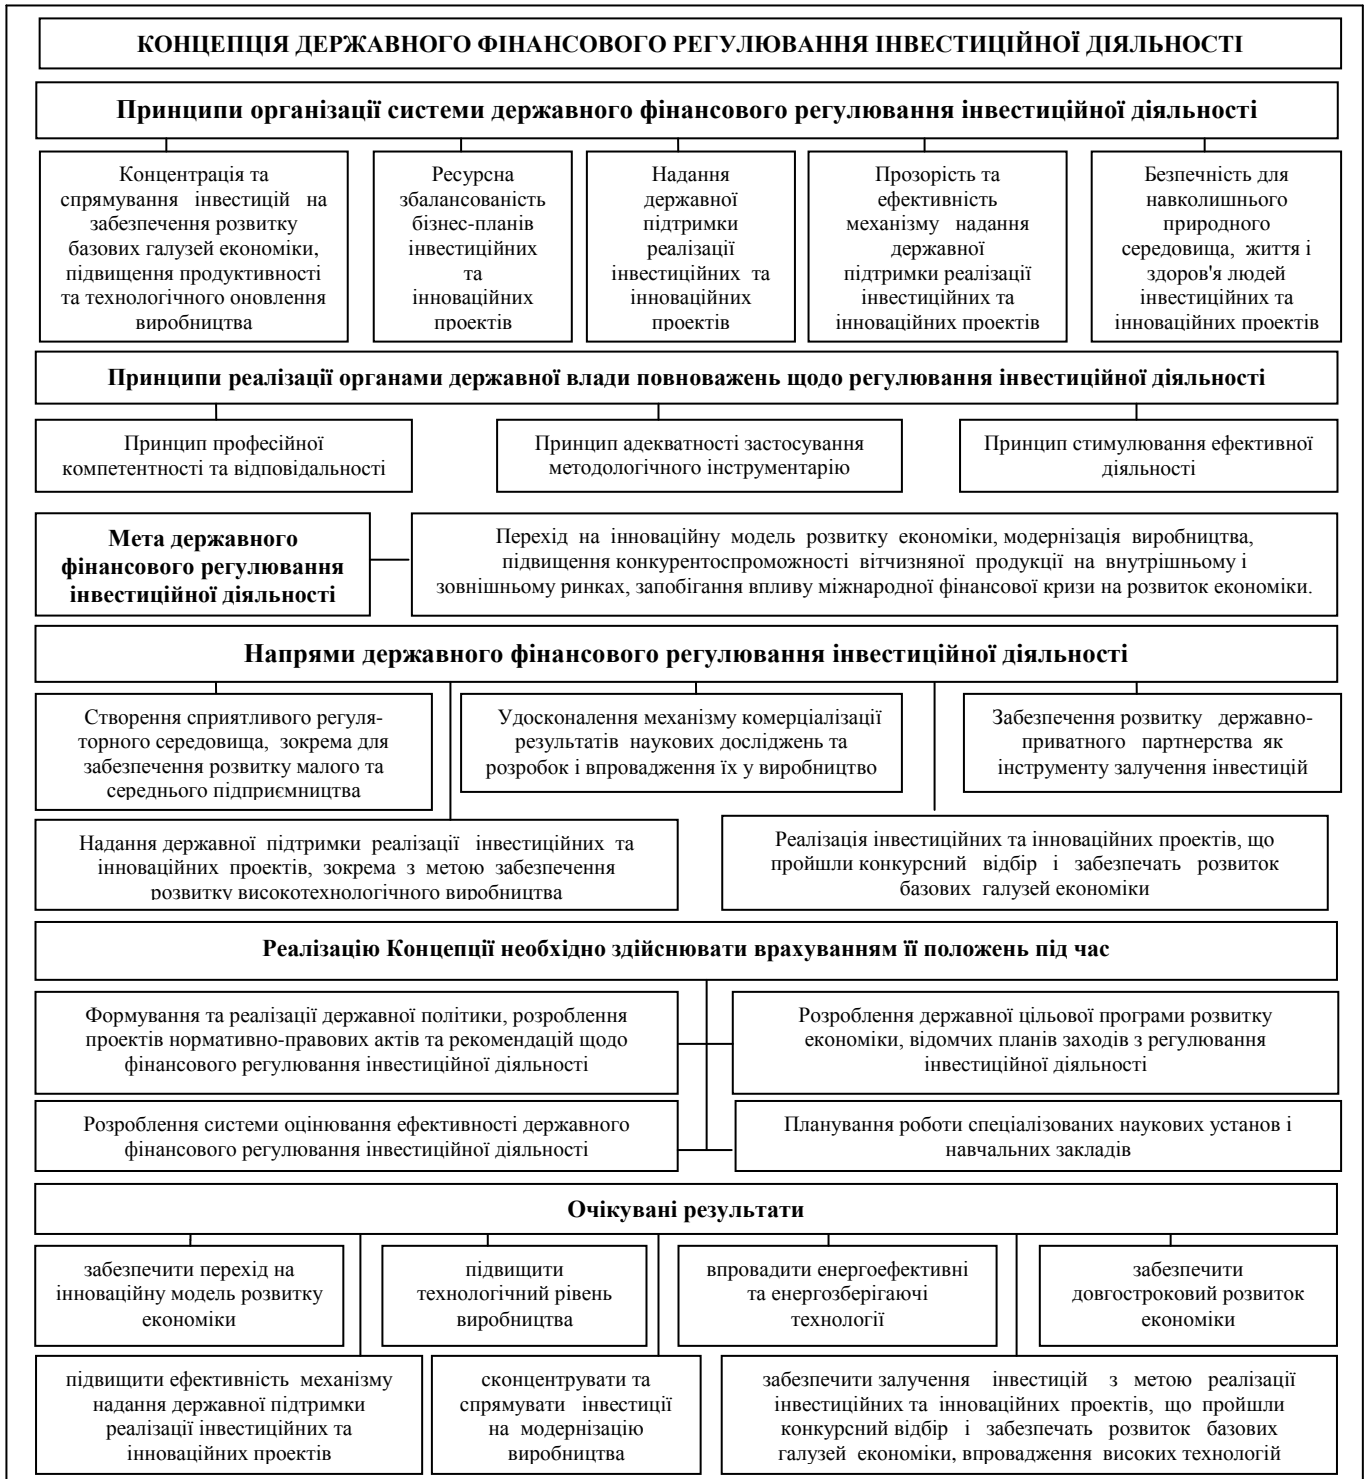 КОНЦЕПЦІЯ ДЕРЖАВНОГО ФІНАНСОВОГО РЕГУЛЮВАННЯ ІНВЕСТИЦІЙНОЇ ДІЯЛЬНОСТІ
Принципи організації системи державного фінансового регулювання інвестиційної діяльності
Концентрація та
спрямування інвестицій на
забезпечення розвитку
базових галузей економіки,
підвищення продуктивності
та технологічного оновлення
виробництва
Ресурсна
збалансованість
бізнес-планів
інвестиційних
та
інноваційних
проектів
Надання
державної
підтримки
реалізації
інвестиційних та
інноваційних
проектів
Прозорість та
ефективність
механізму надання
державної
підтримки реалізації
інвестиційних та
інноваційних проектів
Безпечність для
навколишнього
природного
середовища, життя і
здоров'я людей
інвестиційних та
інноваційних проектів
Принципи реалізації органами державної влади повноважень щодо регулювання інвестиційної діяльності
Принцип професійної
компетентності та відповідальності
Принцип адекватності застосування
методологічного інструментарію
Принцип стимулювання ефективної
діяльності
Мета державного
фінансового регулювання
інвестиційної діяльності
Перехід на інноваційну модель розвитку економіки, модернізація виробництва,
підвищення конкурентоспроможності вітчизняної продукції на внутрішньому і
зовнішньому ринках, запобігання впливу міжнародної фінансової кризи на розвиток економіки.
Напрями державного фінансового регулювання інвестиційної діяльності
Створення сприятливого регуля-
торного середовища, зокрема для
забезпечення розвитку малого та
середнього підприємництва
Удосконалення механізму комерціалізації
результатів наукових досліджень та
розробок і впровадження їх у виробництво
Забезпечення розвитку державно-
приватного партнерства як
інструменту залучення інвестицій
Надання державної підтримки реалізації інвестиційних та
інноваційних проектів, зокрема з метою забезпечення
розвитку високотехнологічного виробництва
Реалізація інвестиційних та інноваційних проектів, що
пройшли конкурсний відбір і забезпечать розвиток
базових галузей економіки
Реалізацію Концепції необхідно здійснювати врахуванням її положень під час
Формування та реалізації державної політики, розроблення
проектів нормативно-правових актів та рекомендацій щодо
фінансового регулювання інвестиційної діяльності
Розроблення державної цільової програми розвитку
економіки, відомчих планів заходів з регулювання
інвестиційної діяльності
Розроблення системи оцінювання ефективності державного
фінансового регулювання інвестиційної діяльності
Планування роботи спеціалізованих наукових установ і
навчальних закладів
Очікувані результати
забезпечити перехід на
інноваційну модель розвитку
економіки
підвищити
технологічний рівень
виробництва
впровадити енергоефективні
та енергозберігаючі
технології
забезпечити
довгостроковий розвиток
економіки
підвищити ефективність механізму
надання державної підтримки
реалізації інвестиційних та
інноваційних проектів
сконцентрувати та
спрямувати інвестиції
на модернізацію
виробництва
забезпечити залучення інвестицій з метою реалізації
інвестиційних та інноваційних проектів, що пройшли
конкурсний відбір і забезпечать розвиток базових
галузей економіки, впровадження високих технологій